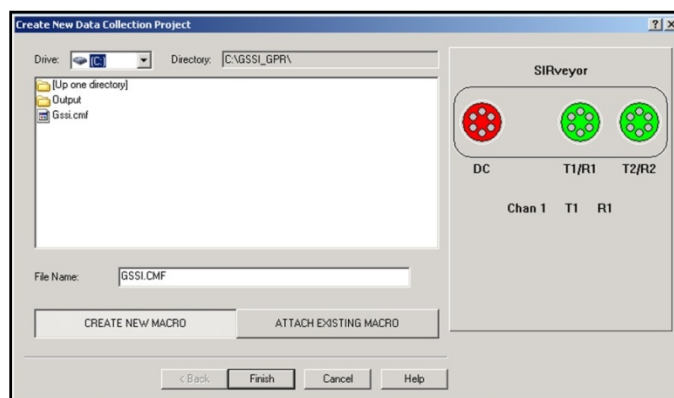 Create New Data Collection Project
Drive: [C:] Directory: C:\GSSI_GPR\
[Up one directory]
Output
Gssi.cmf
File Name: GSSI.CMF
CREATE NEW MACRO ATTACH EXISTING MACRO
< Back Finish Cancel Help
SIRveyor
DC T1/R1 T2/R2
Chan 1 T1 R1